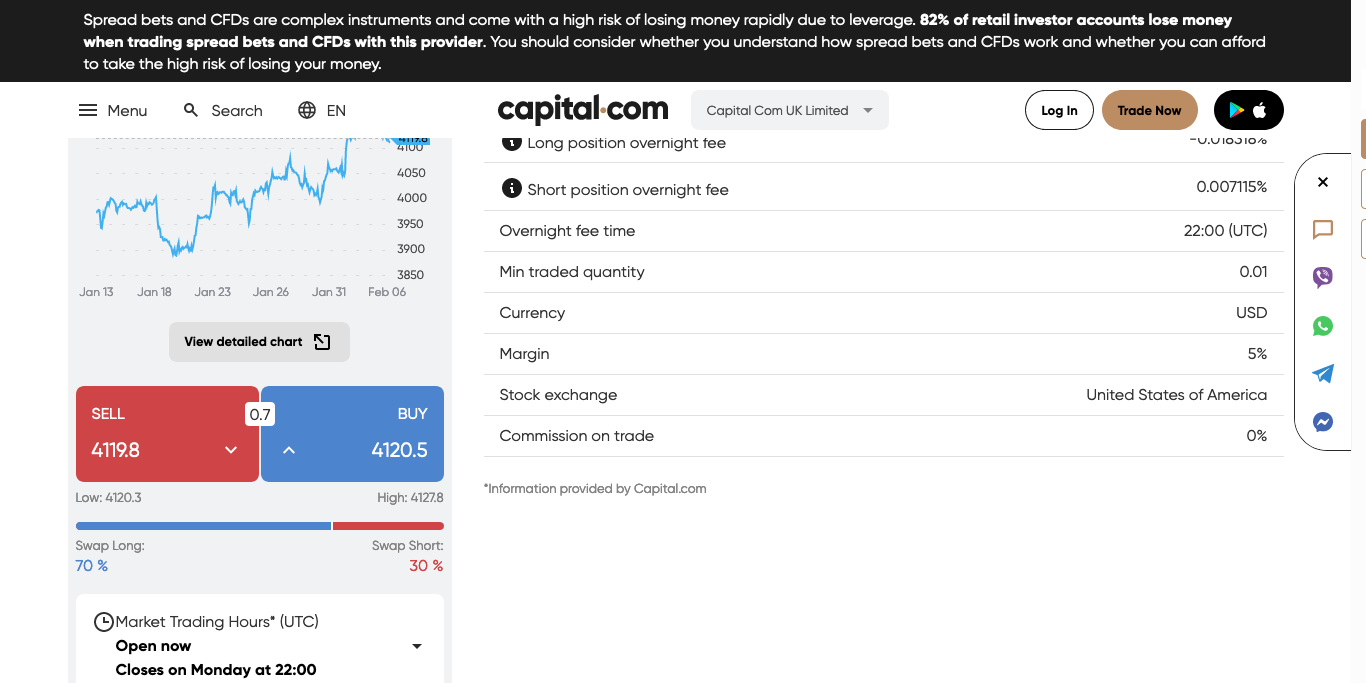 Spread bets and CFDs are complex instruments and come with a high risk of losing money rapidly due to leverage. 82% of retail investor accounts lose money
when trading spread bets and CFDs with this provider. You should consider whether you understand how spread bets and CFDs work and whether you can afford
to take the high risk of losing your money.
Menu
Search
EN
capital.com
Capital Com UK Limited
Log In
Trade Now
4119.8
4100
4050
4000
3950
3900
3850
Jan 13 Jan 18 Jan 23 Jan 26 Jan 31 Feb 06
View detailed chart
SELL
4119.8
0.7
BUY
4120.5
Low: 4120.3
High: 4127.8
Swap Long:
70 %
Swap Short:
30 %
Market Trading Hours* (UTC)
Open now
Closes on Monday at 22:00
Long position overnight fee -0.018318%
Short position overnight fee 0.007115%
Overnight fee time 22:00 (UTC)
Min traded quantity 0.01
Currency USD
Margin 5%
Stock exchange United States of America
Commission on trade 0%
*Information provided by Capital.com